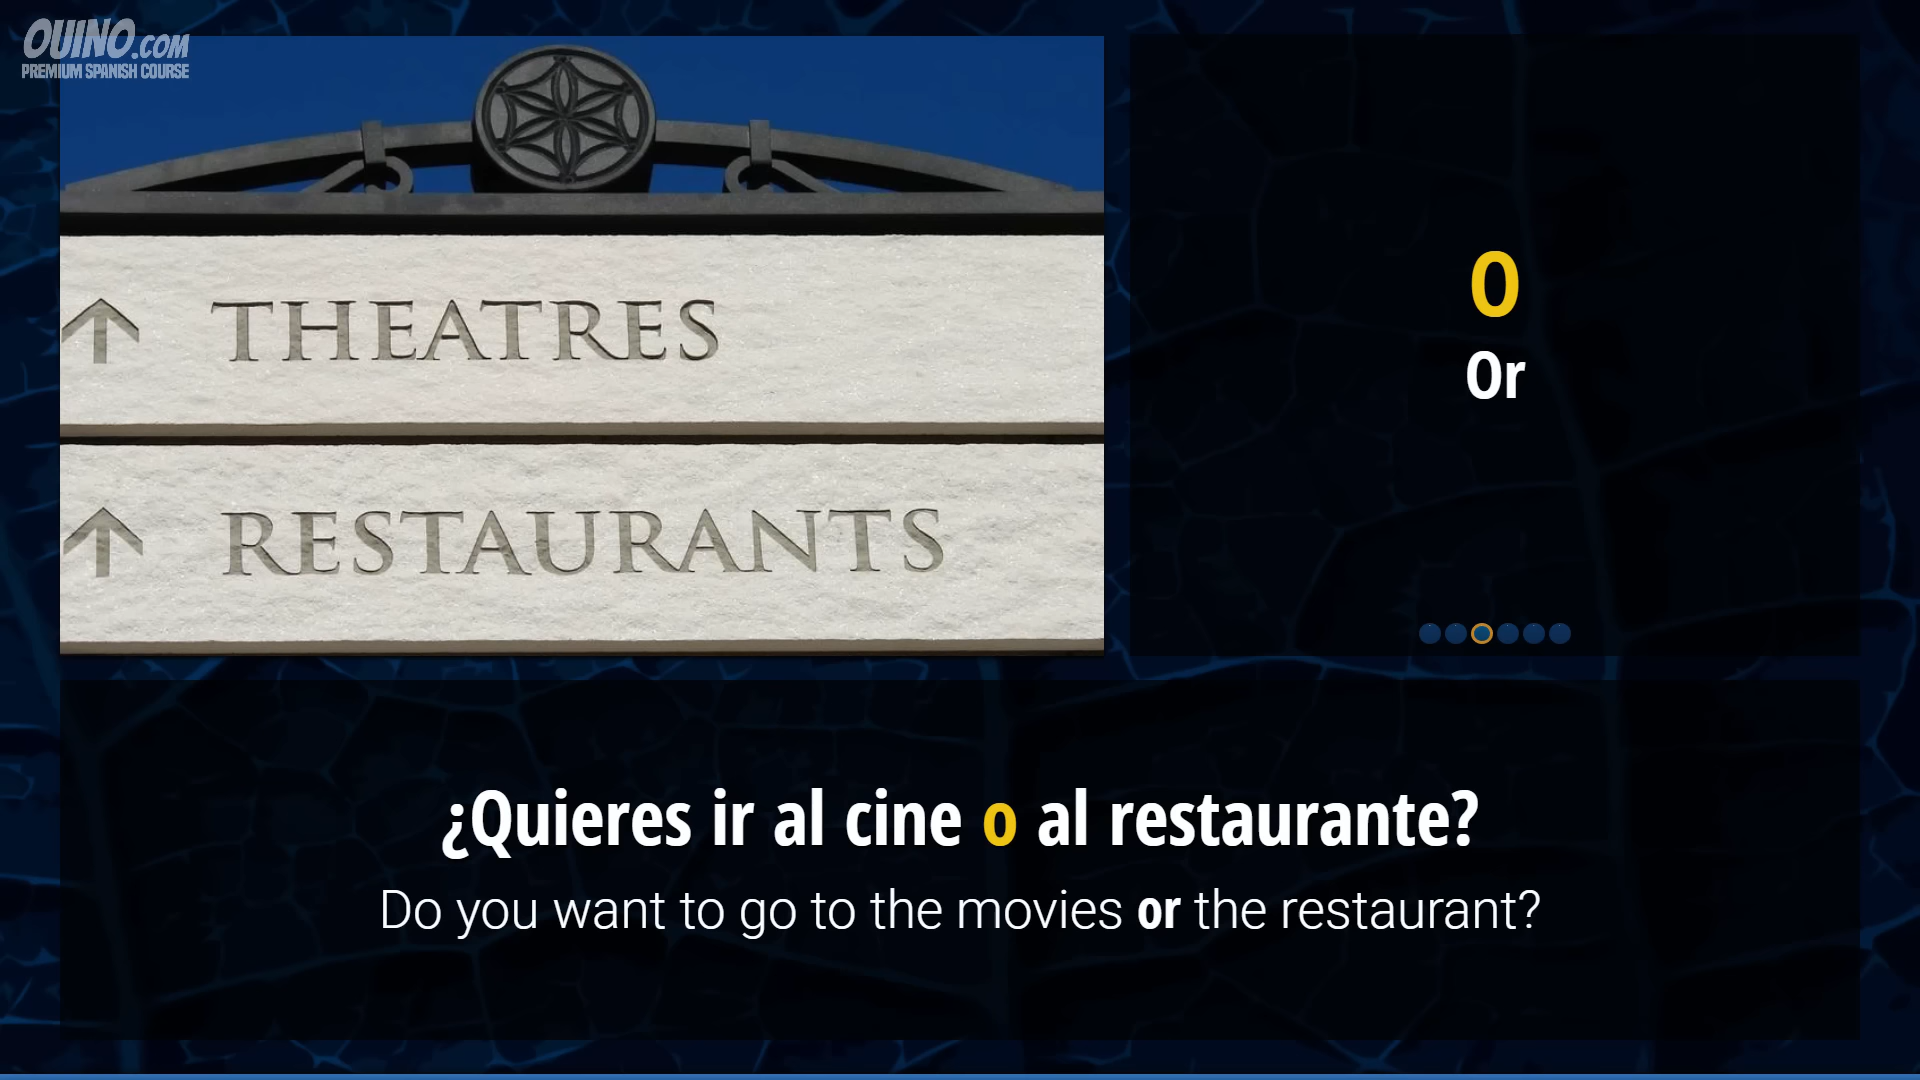 OUINO.COM
PREMIUM SPANISH COURSE
THEATRES
RESTAURANTS
O
Or
¿Quieres ir al cine o al restaurante?
Do you want to go to the movies or the restaurant?